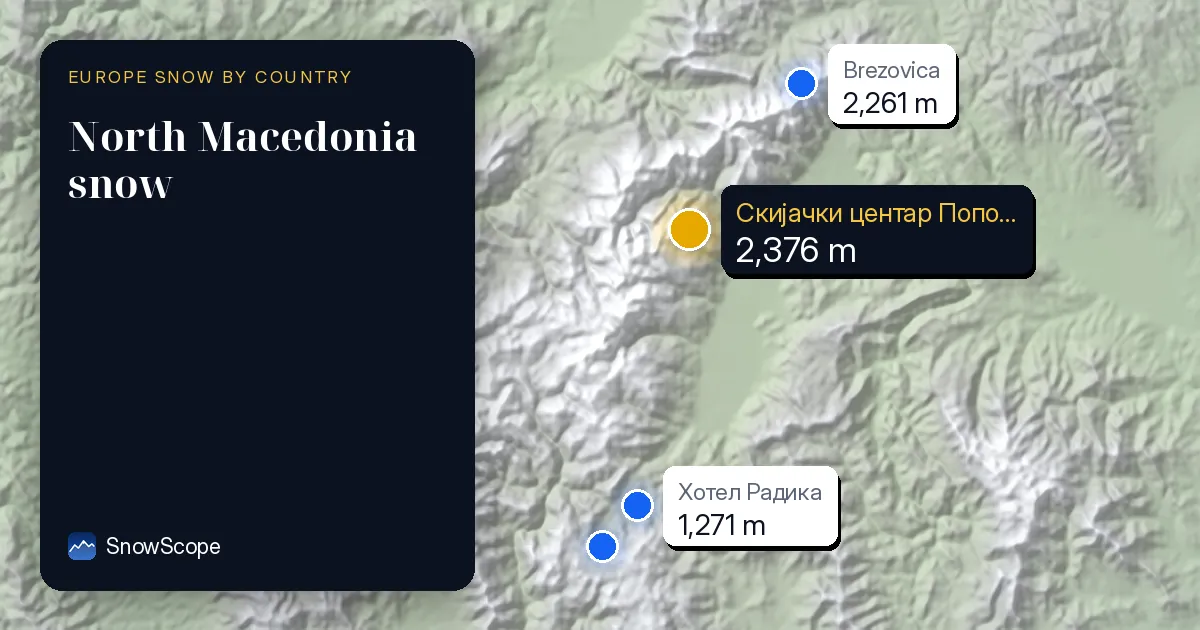 EUROPE SNOW BY COUNTRY
North Macedonia
snow
SnowScope
Brezovica
2,261 m
Скијачки центар Попо...
2,376 m
Хотел Радика
1,271 m